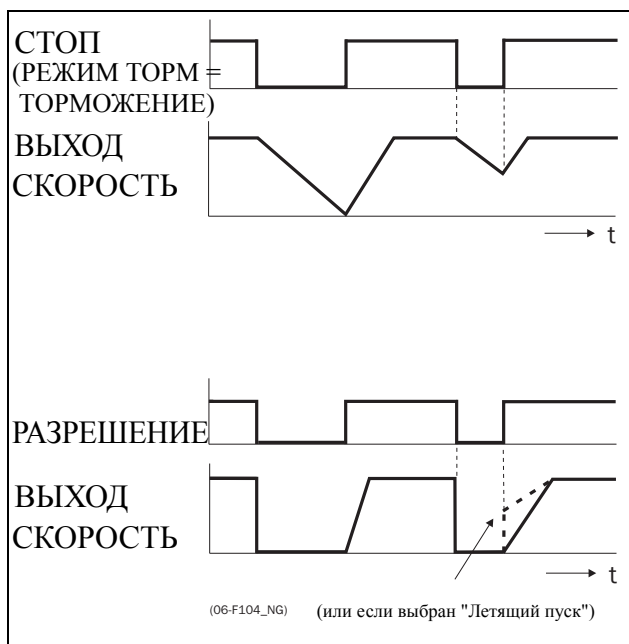 СТОП
(РЕЖИМ ТОРМ =
ТОРМОЖЕНИЕ)
ВЫХОД
СКОРОСТЬ
t
РАЗРЕШЕНИЕ
ВЫХОД
СКОРОСТЬ
t
(06-F104_NG) (или если выбран "Летящий пуск")